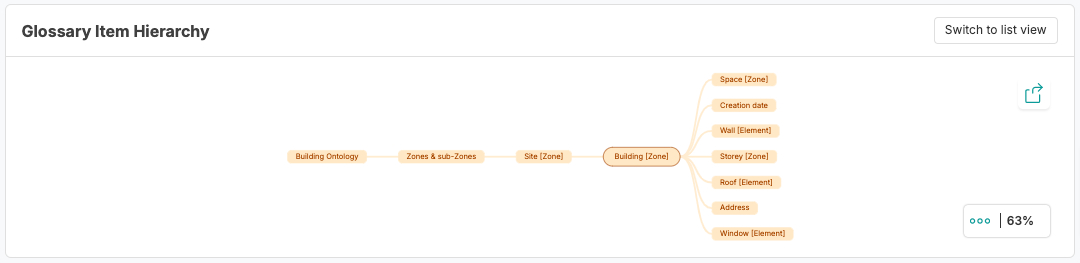 Glossary Item Hierarchy
Switch to list view
Space [Zone]
Creation date
Wall [Element]
Building Ontology
Zones & sub-Zones
Site [Zone]
Building [Zone]
Storey [Zone]
Roof [Element]
Address
Window [Element]
63%